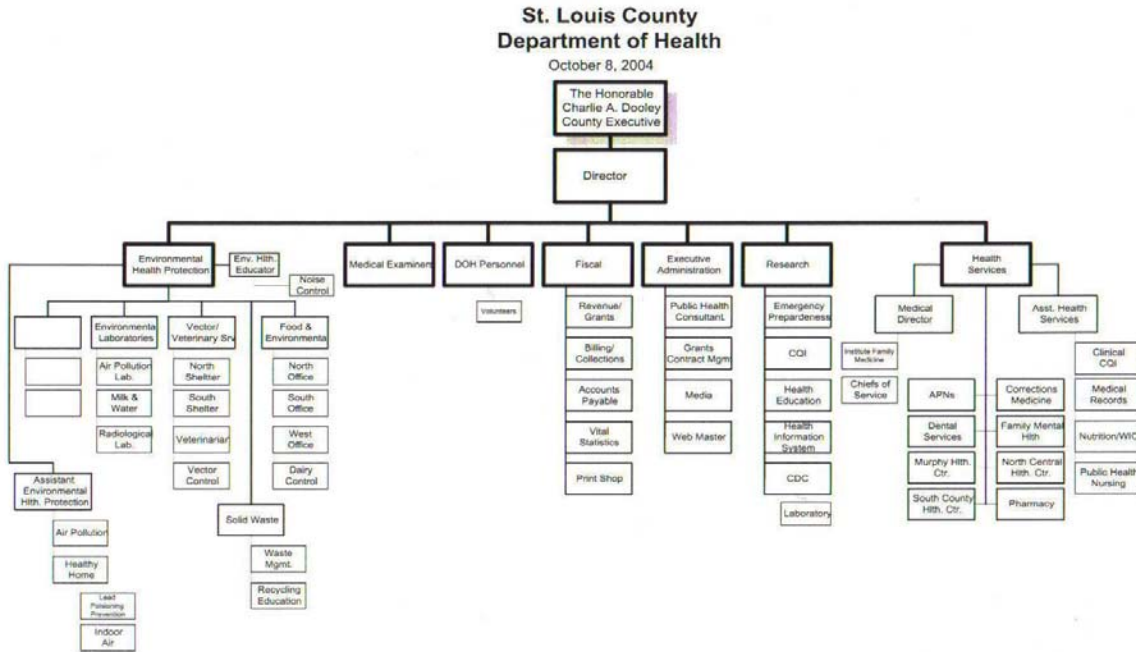 St. Louis County
Department of Health
October 8, 2004
The Honorable
Charlie A. Dooley
County Executive
Director
Environmental
Health Protection
Env. Hlth.
Educator
Noise
Control
Medical Examiners
DOH Personnel
Volunteers
Fiscal
Executive
Administration
Research
Health
Services
Environmenta
Laboratories
Air Pollution
Lab.
Milk &
Water
Radiological
Lab.
Vector/
Veterinary Srv
North
Sheltter
South
Shelter
Veterinarian
Vector
Control
Food &
Environmenta
North
Office
South
Office
West
Office
Dairy
Control
Assistant
Environmental
Hlth. Protection
Air Pollution
Healthy
Home
Lead
Poisoning
Prevention
Indoor
Air
Solid Waste
Waste
Mgmt.
Recycling
Education
Revenue/
Grants
Billing/
Collections
Accounts
Payable
Vital
Statistics
Print Shop
Public Health
Consultant.
Grants
Contract Mgm
Media
Web Master
Emergency
Prepardeness
CQI
Health
Education
Health
Information
System
CDC
Laboratory
Medical
Director
Institute Family
Medicine
Chiefs of
Service
APNs
Dental
Services
Murphy Hlth.
Ctr.
South County
Hlth. Ctr.
Corrections
Medicine
Family Mental
Hlth
North Central
Hlth. Ctr.
Pharmacy
Asst. Health
Services
Clinical
CQI
Medical
Records
Nutrition/WIC
Public Health
Nursing